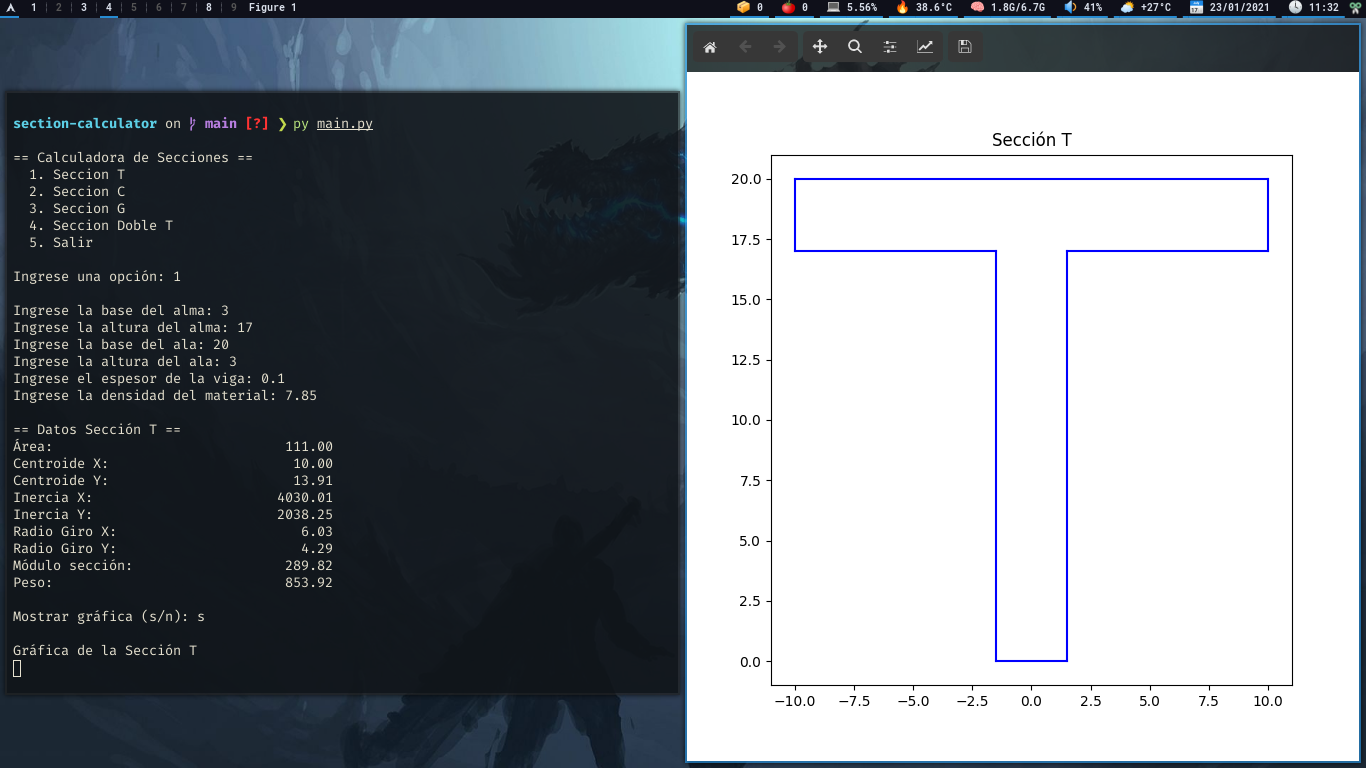 1 2 3 4 5 6 7 8 9 Figure 1 0 0 5.56% 38.6°C 1.8G/6.7G 41% +27°C 23/01/2021 11:32
section-calculator on main [?] ❯ py main.py
== Calculadora de Secciones ==
1. Seccion T
2. Seccion C
3. Seccion G
4. Seccion Doble T
5. Salir
Ingrese una opción: 1
Ingrese la base del alma: 3
Ingrese la altura del alma: 17
Ingrese la base del ala: 20
Ingrese la altura del ala: 3
Ingrese el espesor de la viga: 0.1
Ingrese la densidad del material: 7.85
== Datos Sección T ==
Área: 111.00
Centroide X: 10.00
Centroide Y: 13.91
Inercia X: 4030.01
Inercia Y: 2038.25
Radio Giro X: 6.03
Radio Giro Y: 4.29
Módulo sección: 289.82
Peso: 853.92
Mostrar gráfica (s/n): s
Gráfica de la Sección T
Sección T
20.0
17.5
15.0
12.5
10.0
7.5
5.0
2.5
0.0
−10.0 −7.5 −5.0 −2.5 0.0 2.5 5.0 7.5 10.0